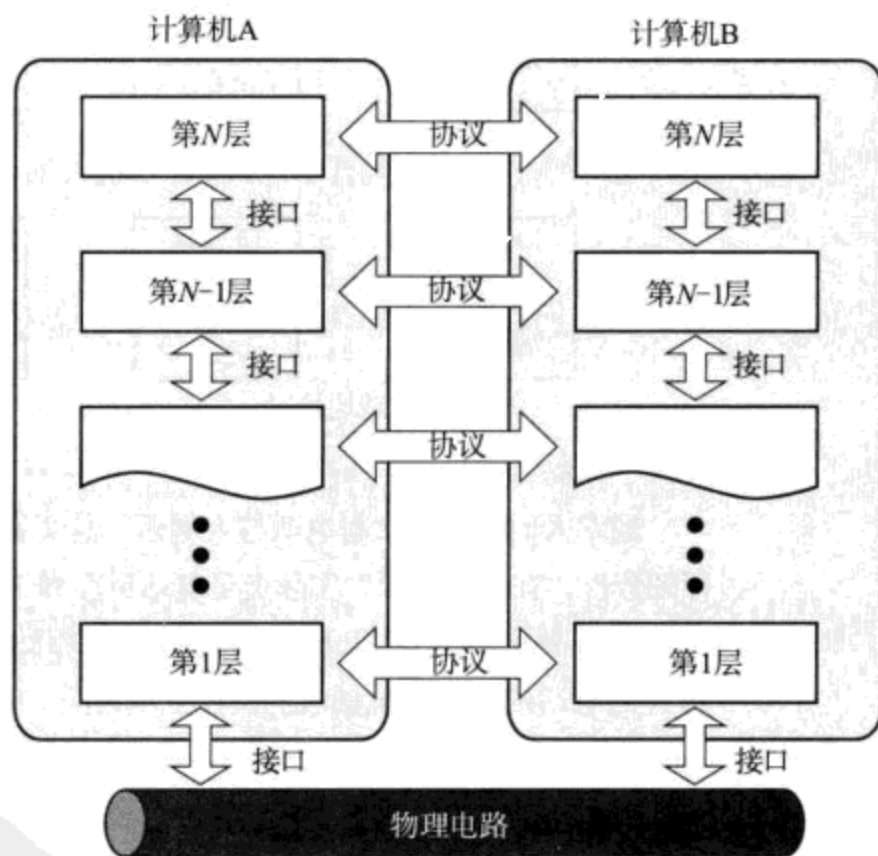 计算机A 计算机B
第N层 协议 第N层
接口 接口
第N-1层 协议 第N-1层
接口 接口
协议
第1层 协议 第1层
接口 接口
物理电路